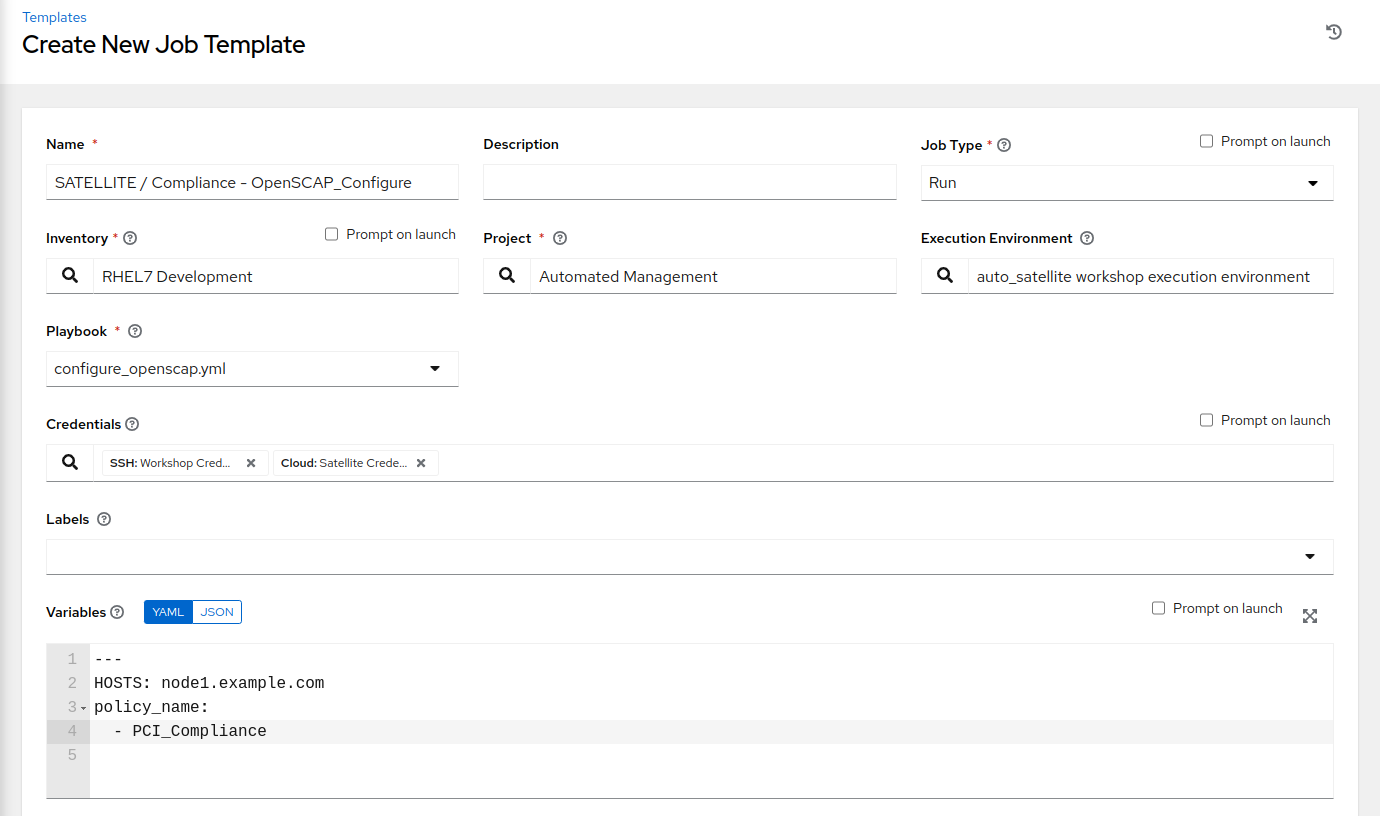 Templates
Create New Job Template
Name *
Description
Job Type *
Prompt on launch
SATELLITE / Compliance - OpenSCAP_Configure
Run
Inventory *
Prompt on launch
Project *
Execution Environment
RHEL7 Development
Automated Management
auto_satellite workshop execution environment
Playbook *
configure_openscap.yml
Credentials
Prompt on launch
SSH: Workshop Cred...
Cloud: Satellite Crede...
Labels
Variables
YAML
JSON
Prompt on launch
1 ---
2 HOSTS: node1.example.com
3 policy_name:
4   - PCI_Compliance
5